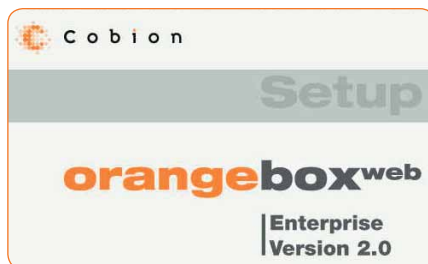 Cobion
Setup
orangeboxweb
Enterprise
Version 2.0